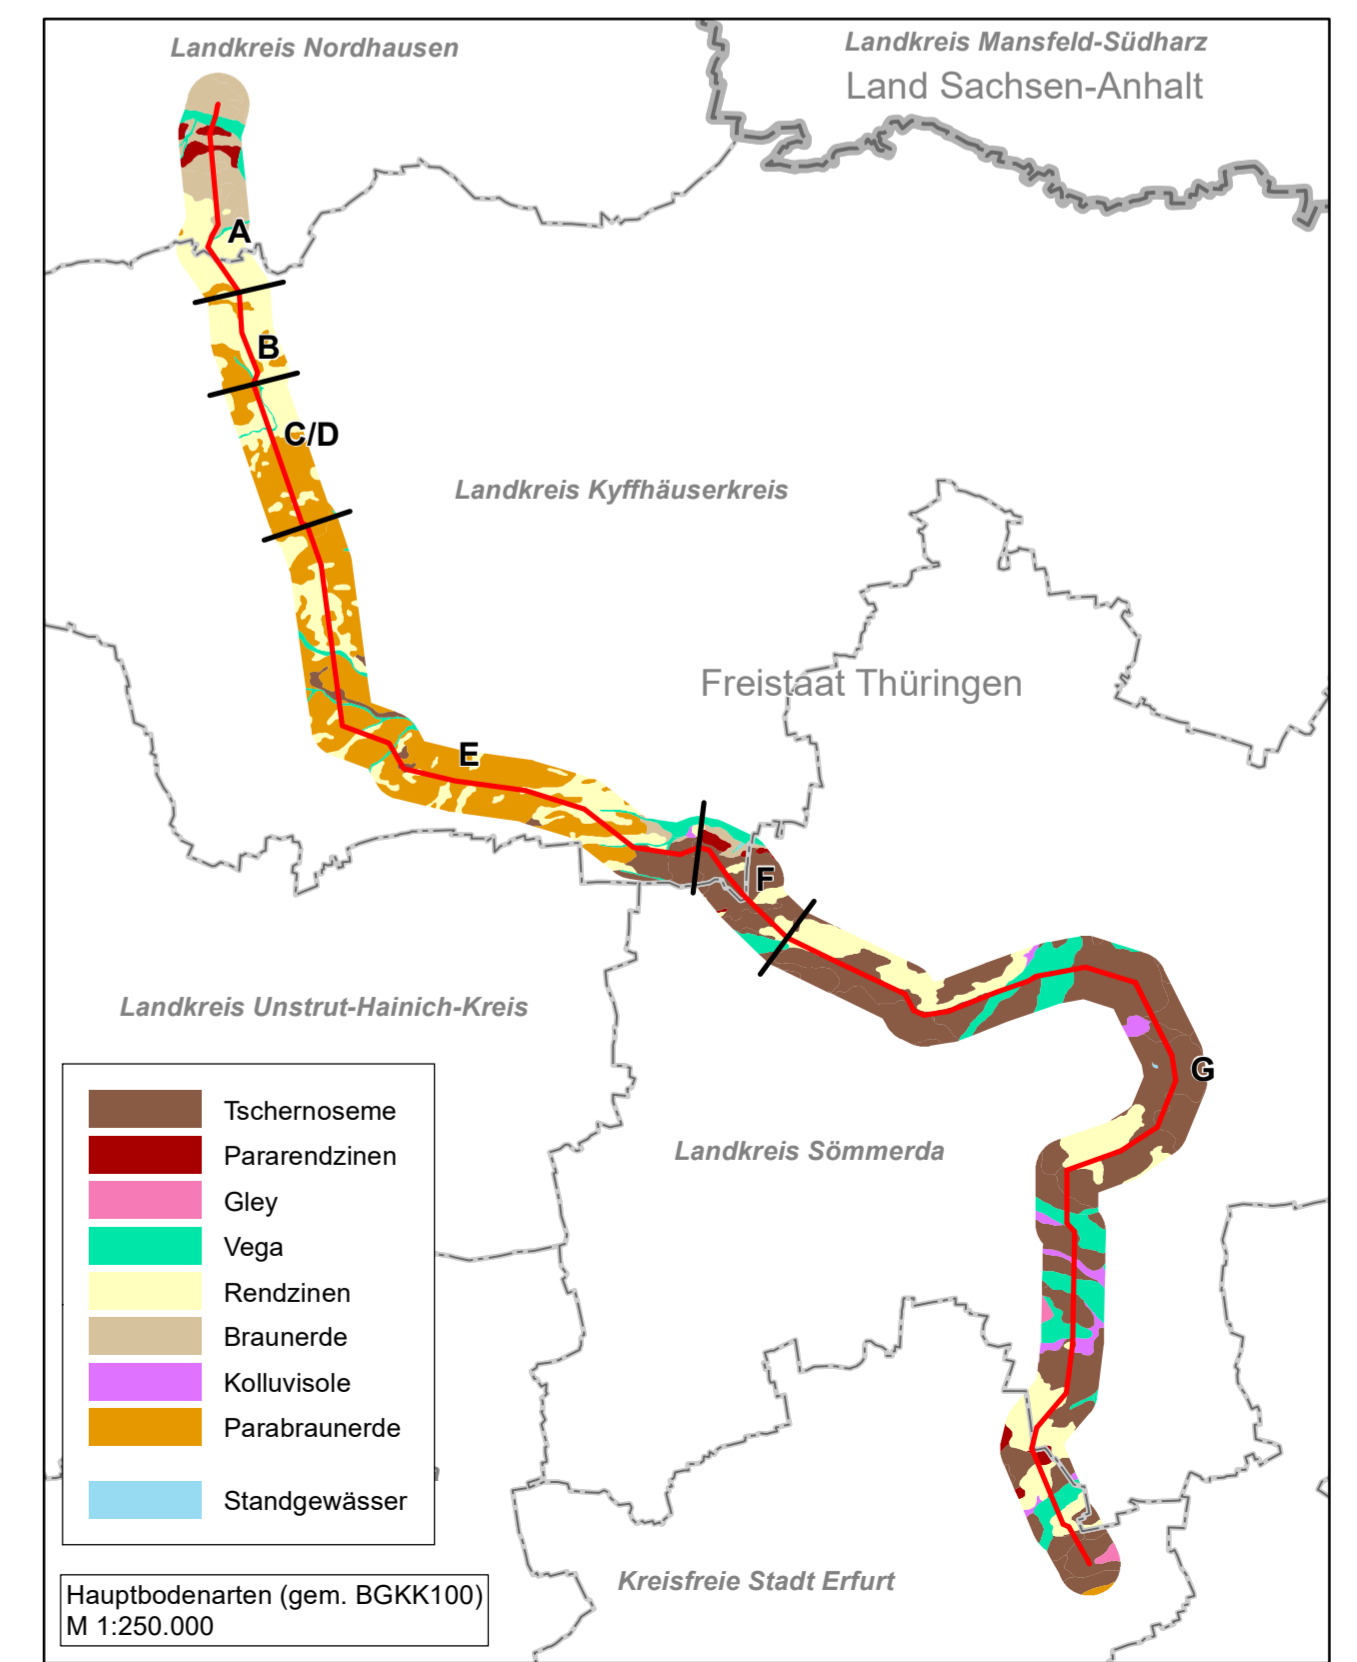 Landkreis Nordhausen
Landkreis Mansfeld-Südharz
Land Sachsen-Anhalt
A
B
C/D
Landkreis Kyffhäuserkreis
Freistaat Thüringen
E
F
Landkreis Unstrut-Hainich-Kreis
G
Landkreis Sömmerda
Tschernoseme
Pararendzinen
Gley
Vega
Rendzinen
Braunerde
Kolluvisole
Parabraunerde
Standgewässer
Kreisfreie Stadt Erfurt
Hauptbodenarten (gem. BGKK100)
M 1:250.000